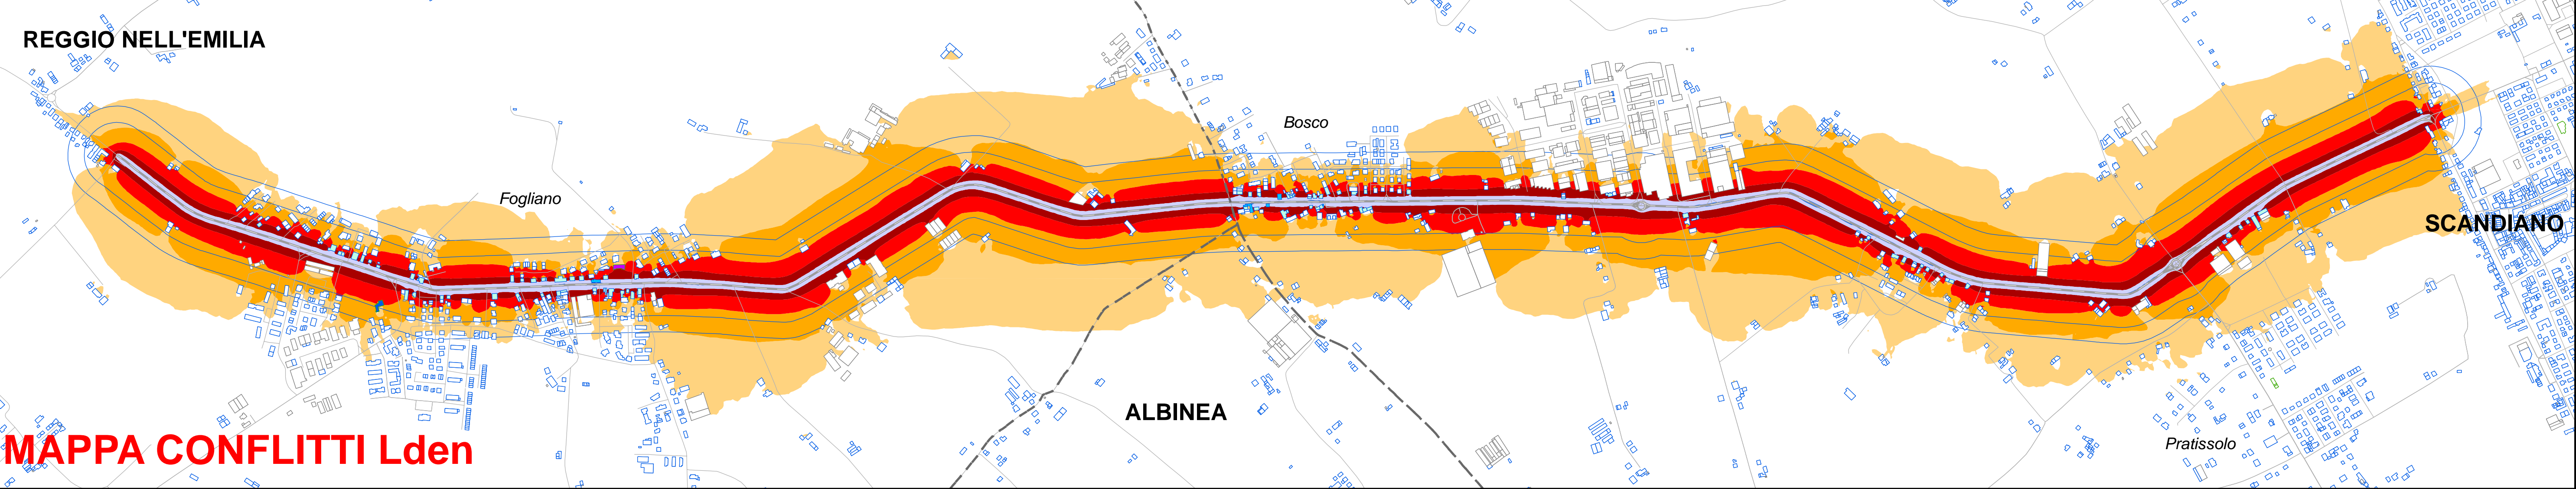 REGGIO NELL'EMILIA
Bosco
Fogliano
SCANDIANO
ALBINEA
Pratissolo
MAPPA CONFLITTI Lden